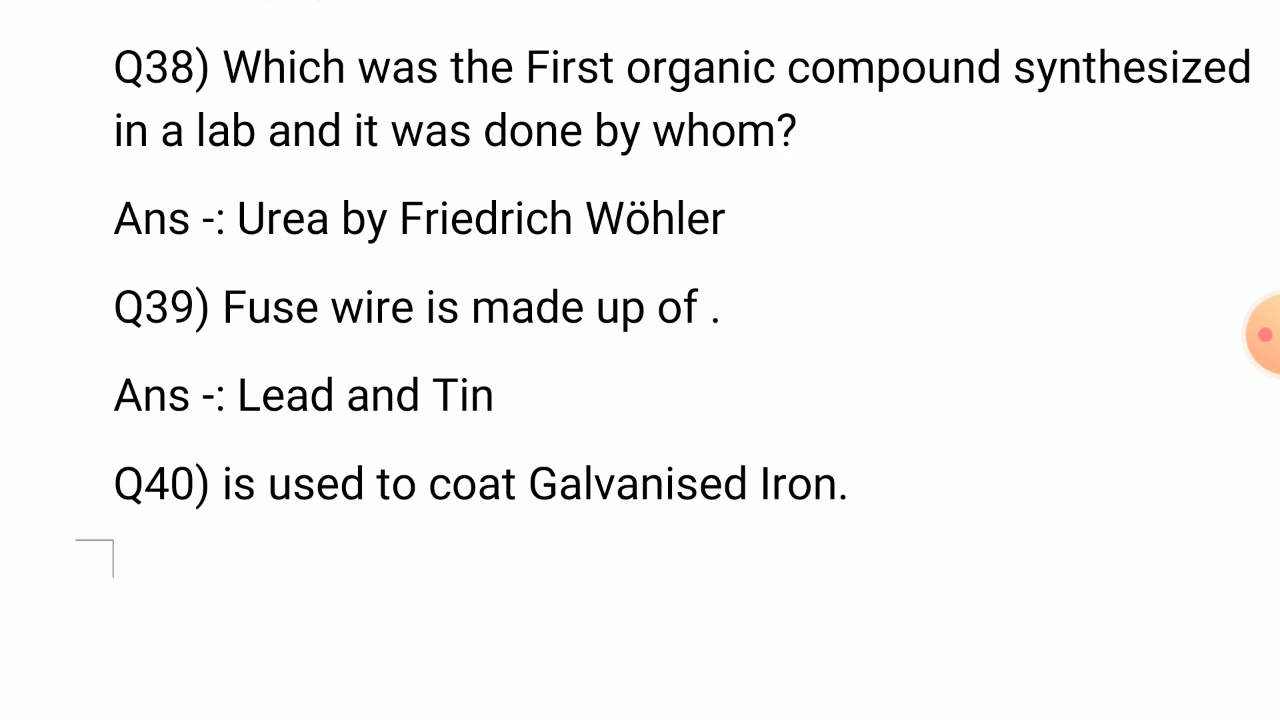 Q38) Which was the First organic compound synthesized
in a lab and it was done by whom?
Ans -: Urea by Friedrich Wöhler
Q39) Fuse wire is made up of .
Ans -: Lead and Tin
Q40) is used to coat Galvanised Iron.